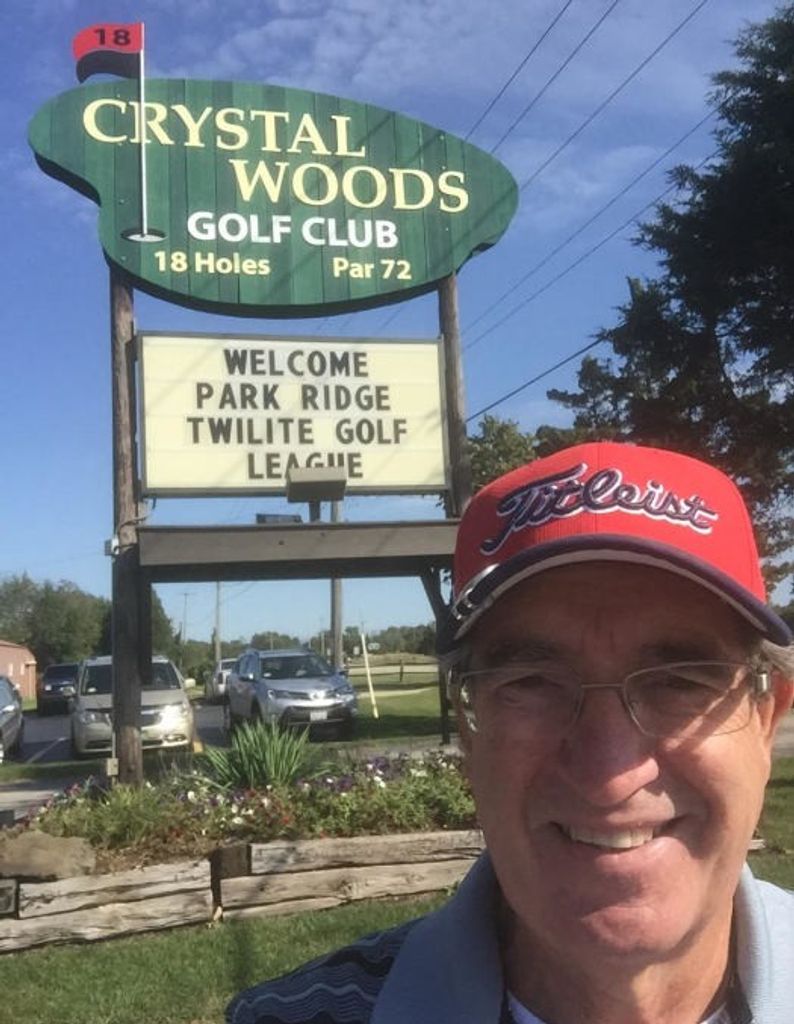 18
CRYSTAL
WOODS
GOLF CLUB
18 Holes Par 72
WELCOME
PARK RIDGE
TWILITE GOLF
LEAGUE
Titleist